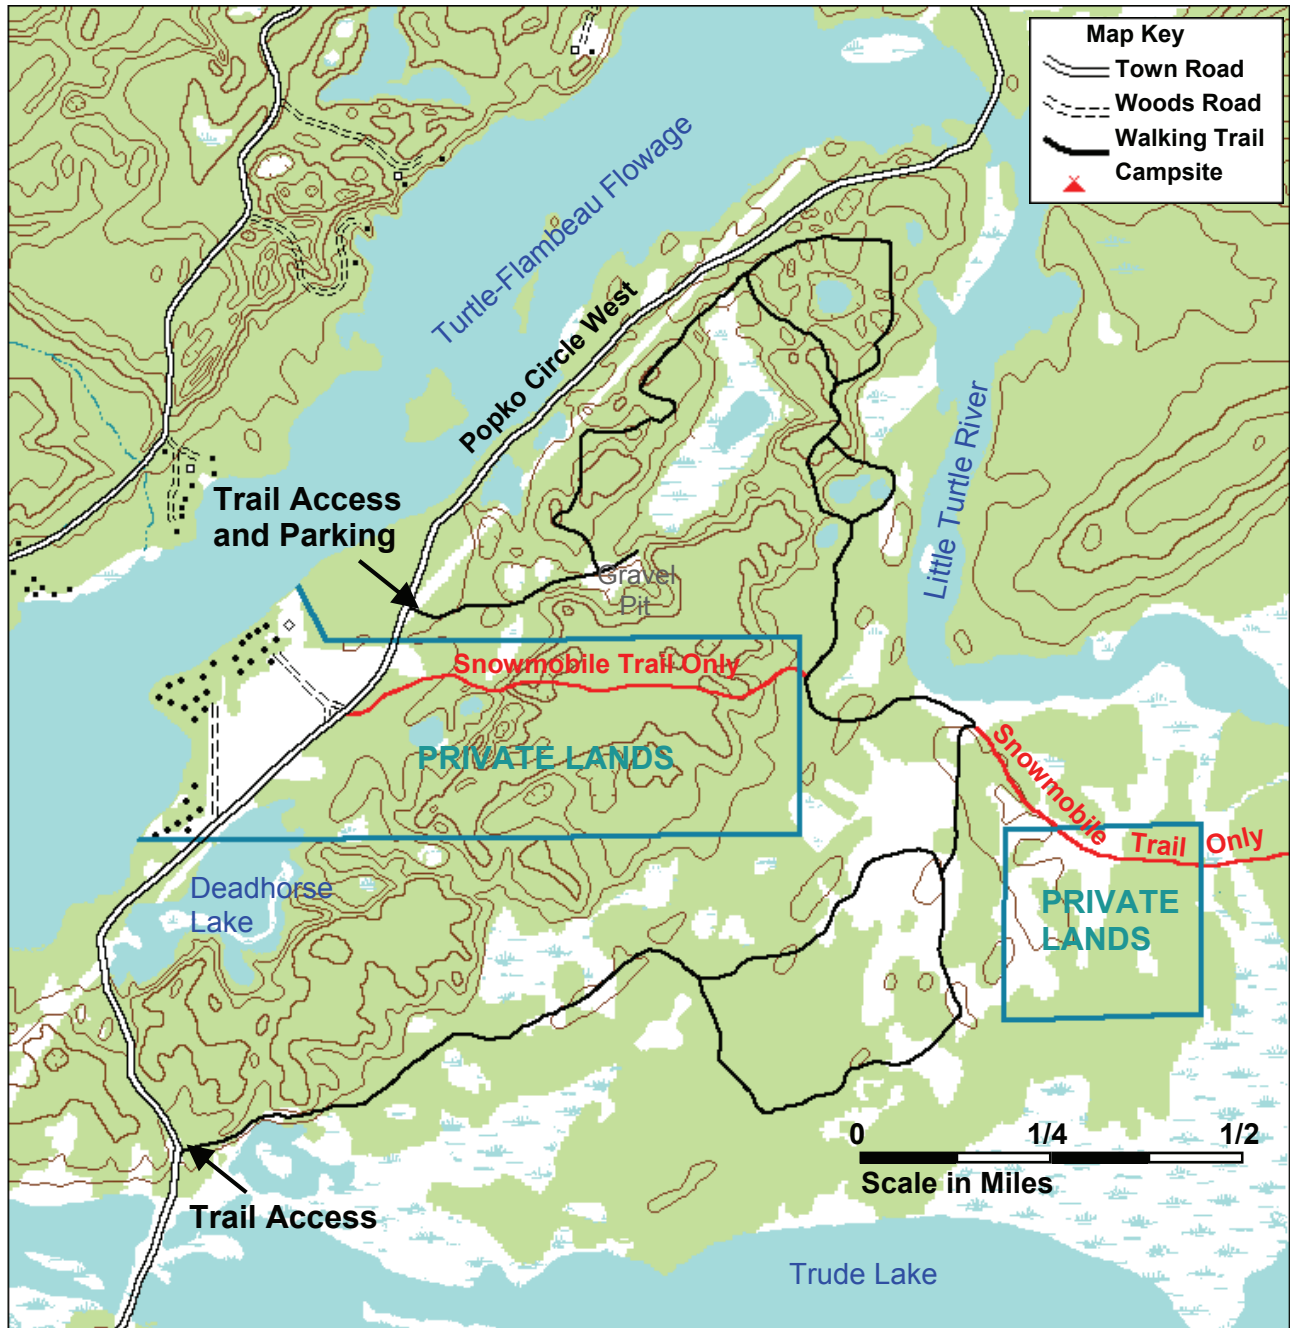 Map Key
Town Road
Woods Road
Walking Trail
Campsite
Turtle-Flambeau Flowage
Popko Circle West
Little Turtle River
Trail Access
and Parking
Gravel
Pit
Snowmobile Trail Only
PRIVATE LANDS
Snowmobile Trail Only
PRIVATE
LANDS
Deadhorse
Lake
0 1/4 1/2
Scale in Miles
Trail Access
Trude Lake